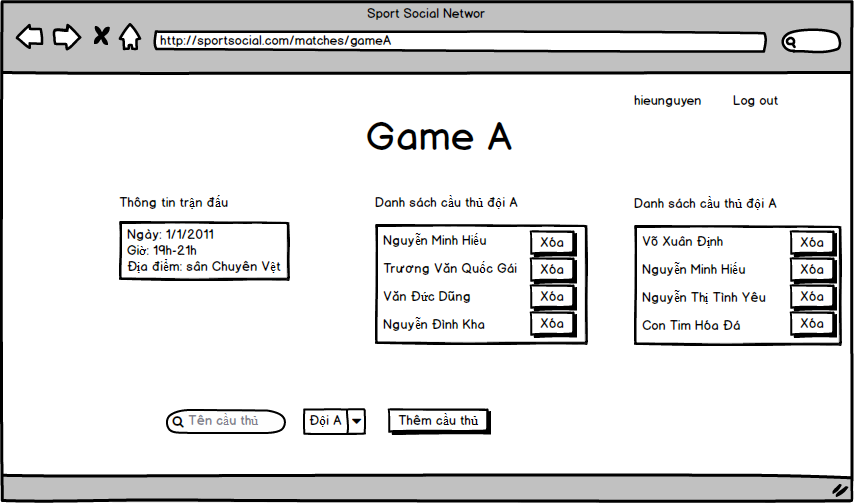 Sport Social Networ
http://sportsocial.com/matches/gameA
hieunguyen Log out
Game A
Thông tin trận đấu
Ngày: 1/1/2011
Giờ: 19h-21h
Địa điểm: sân Chuyên Vệt
Danh sách cầu thủ đội A
Nguyễn Minh Hiếu Xóa
Trương Văn Quốc Gái Xóa
Văn Đức Dũng Xóa
Nguyễn Đình Kha Xóa
Danh sách cầu thủ đội A
Võ Xuân Định Xóa
Nguyễn Minh Hiếu Xóa
Nguyễn Thị Tình Yêu Xóa
Con Tim Hóa Đá Xóa
Tên cầu thủ Đội A Thêm cầu thủ